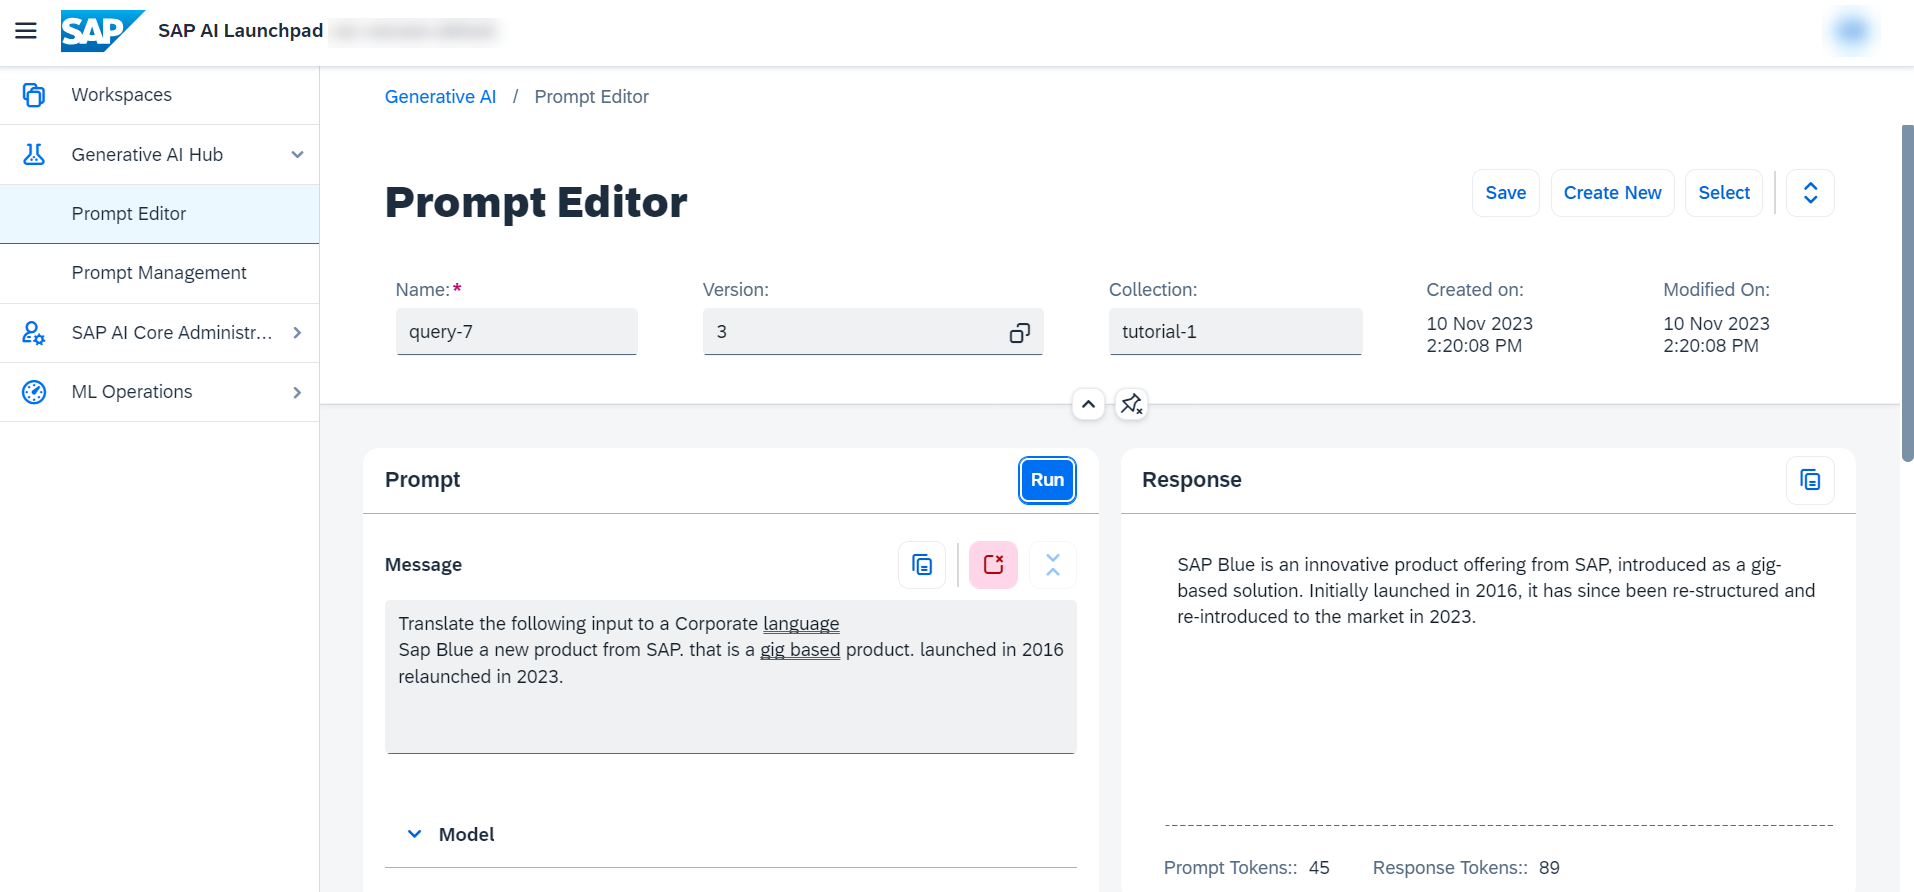 SAP SAP AI Launchpad
Workspaces
Generative AI Hub
Prompt Editor
Prompt Management
SAP AI Core Administr...
ML Operations
Generative AI / Prompt Editor
Prompt Editor
Save Create New Select
Name:* Version: Collection: Created on: Modified On:
query-7 3 tutorial-1 10 Nov 2023 10 Nov 2023
2:20:08 PM 2:20:08 PM
Prompt Run
Message
Translate the following input to a Corporate language
Sap Blue a new product from SAP. that is a gig based product. launched in 2016
relaunched in 2023.
Model
Response
SAP Blue is an innovative product offering from SAP, introduced as a gig-
based solution. Initially launched in 2016, it has since been re-structured and
re-introduced to the market in 2023.
Prompt Tokens:: 45 Response Tokens:: 89